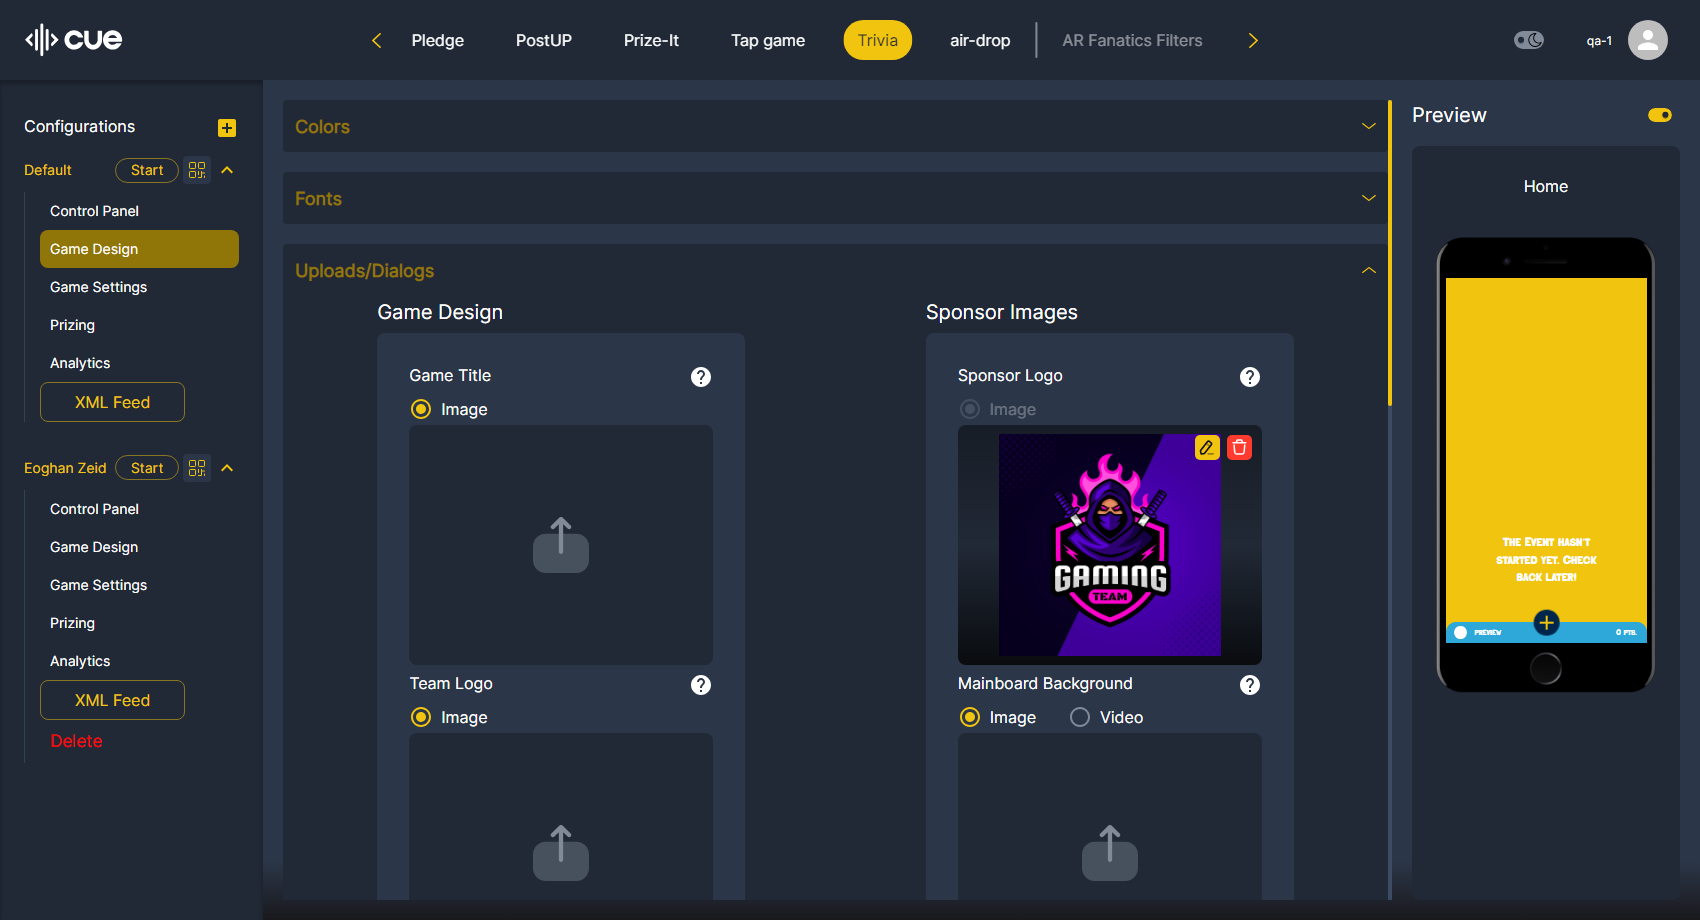 cue
Pledge
PostUP
Prize-It
Tap game
Trivia
air-drop
AR Fanatics Filters
qa-1
Configurations
Default
Start
Control Panel
Game Design
Game Settings
Prizing
Analytics
XML Feed
Eoghan Zeid
Start
Control Panel
Game Design
Game Settings
Prizing
Analytics
XML Feed
Delete
Colors
Fonts
Uploads/Dialogs
Game Design
Game Title
?
Image
Team Logo
?
Image
Sponsor Images
Sponsor Logo
?
Image
GAMING
TEAM
Mainboard Background
?
Image
Video
Preview
Home
The Event hasn't
started yet. Check
back later!
PREVIEW
0 PTS.